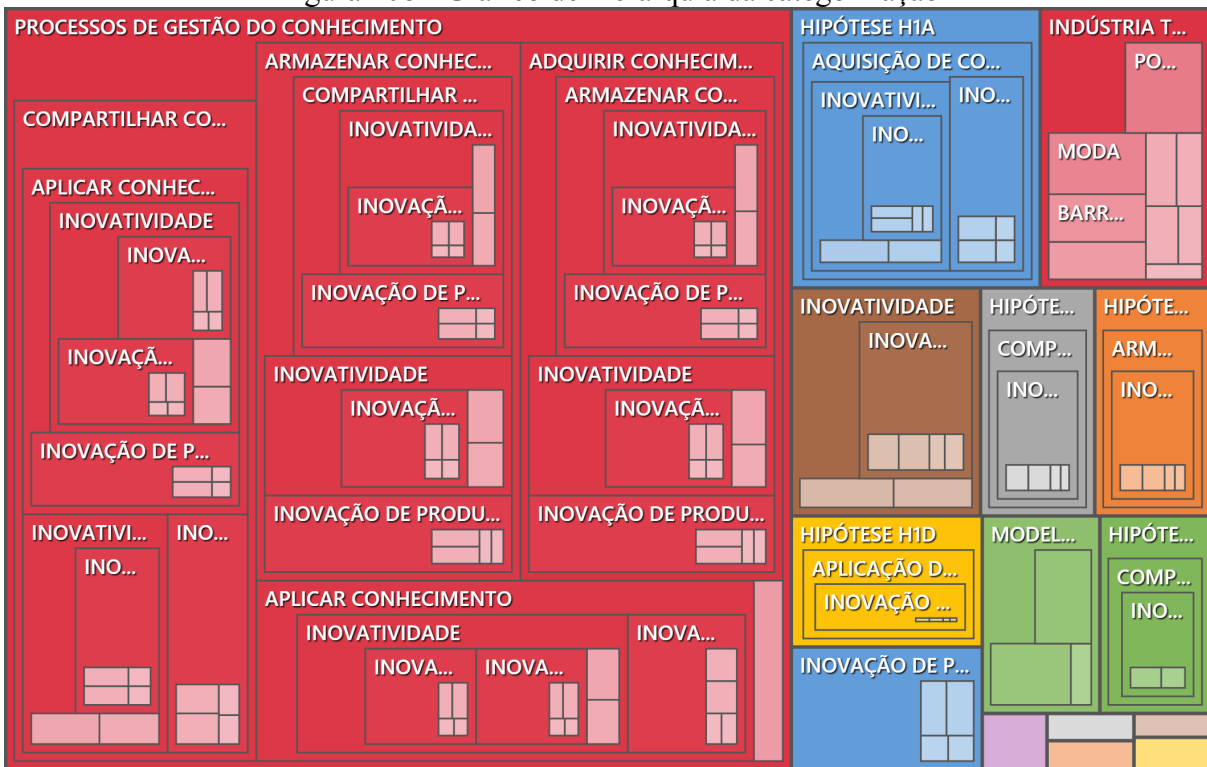 PROCESSOS DE GESTÃO DO CONHECIMENTO
COMPARTILHAR CO...
APLICAR CONHEC...
INOVATIVIDADE
INOVA...
INOVAÇÃ...
INOVAÇÃO DE P...
INOVATIVI...
INO...
INO...
ARMAZENAR CONHEC...
COMPARTILHAR ...
INOVATIVIDA...
INOVAÇÃ...
INOVAÇÃO DE P...
INOVATIVIDADE
INOVAÇÃ...
INOVAÇÃO DE PRODU...
ADQUIRIR CONHECIM...
ARMAZENAR CO...
INOVATIVIDA...
INOVAÇÃ...
INOVAÇÃO DE P...
INOVATIVIDADE
INOVAÇÃ...
INOVAÇÃO DE PRODU...
APLICAR CONHECIMENTO
INOVATIVIDADE
INOVA...
INOVA...
INOVA...
HIPÓTESE H1A
AQUISIÇÃO DE CO...
INOVATIVI...
INO...
INO...
INDÚSTRIA T...
PO...
MODA
BARR...
INOVATIVIDADE
INOVA...
HIPÓTE...
COMP...
INO...
HIPÓTE...
ARM...
INO...
HIPÓTESE H1D
APLICAÇÃO D...
INOVAÇÃO ...
MODEL...
HIPÓTE...
COMP...
INO...
INOVAÇÃO DE P...